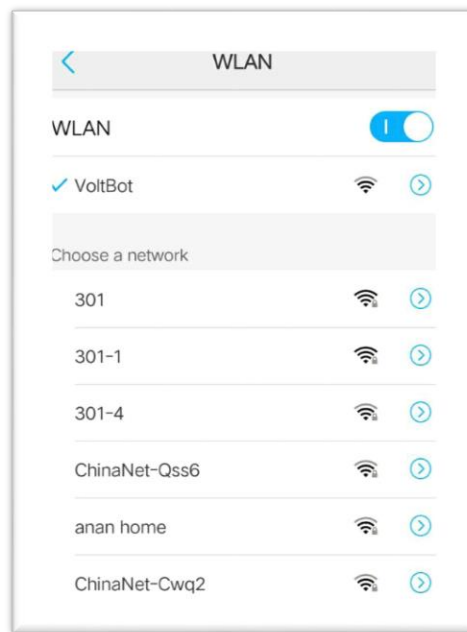 WLAN
WLAN
VoltBot
Choose a network
301
301-1
301-4
ChinaNet-Qss6
anan home
ChinaNet-Cwq2